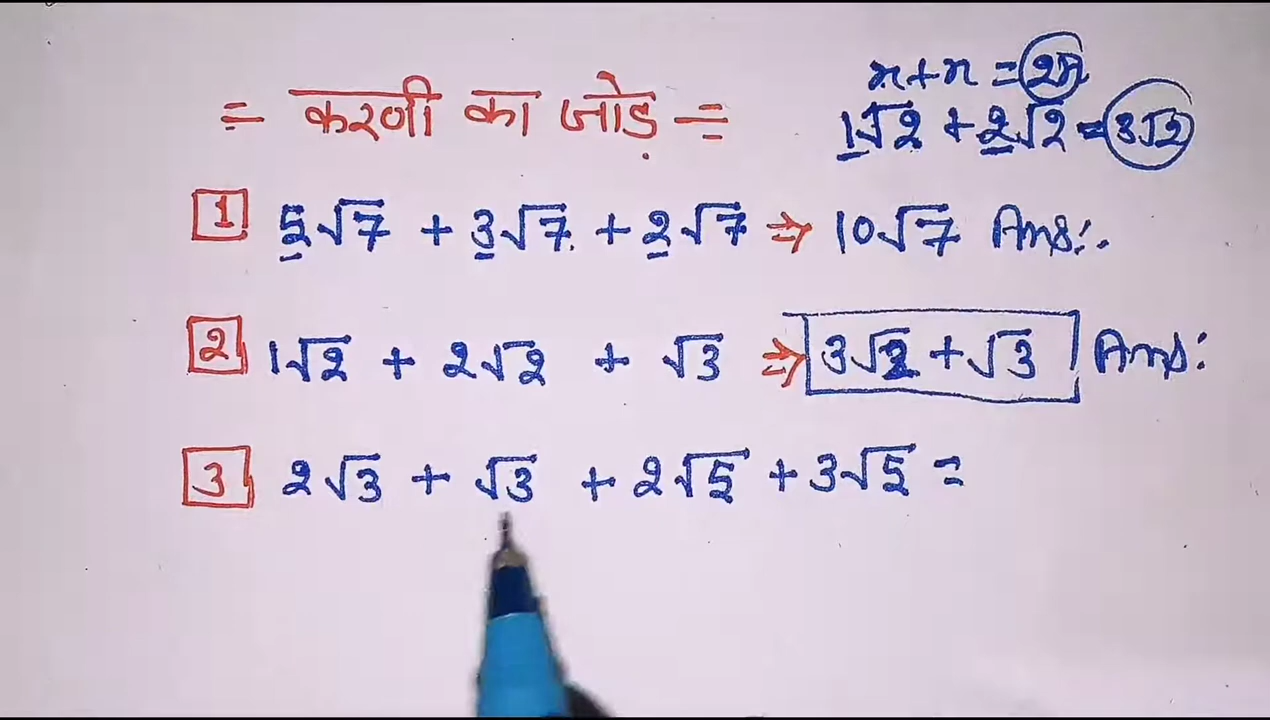 = करणी का जोड़ =
x+x = 2x
1√2 + 2√2 = 3√2
1 5√7 + 3√7 + 2√7 ⇒ 10√7 Ans:.
2 1√2 + 2√2 + √3 ⇒ 3√2 + √3 Ans:
3 2√3 + √3 + 2√5 + 3√5 =